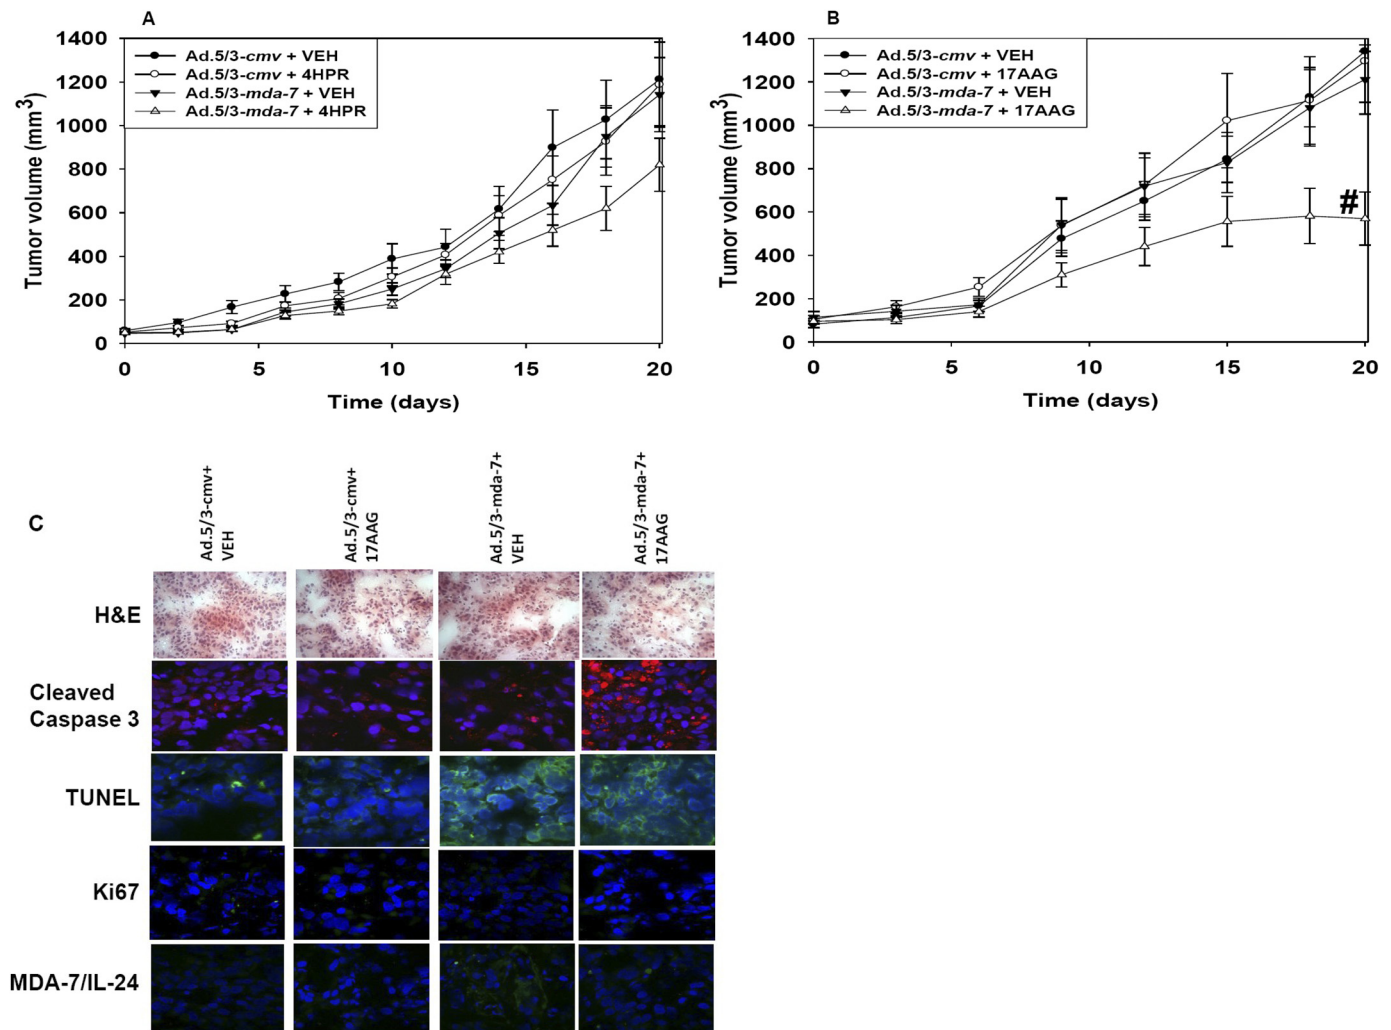 A
1400
1200
1000
800
600
400
200
0
Tumor volume (mm3)
Ad.5/3-cmv + VEH
Ad.5/3-cmv + 4HPR
Ad.5/3-mda-7 + VEH
Ad.5/3-mda-7 + 4HPR
0 5 10 15 20
Time (days)
B
1400
1200
1000
800
600
400
200
0
Tumor volume (mm3)
Ad.5/3-cmv + VEH
Ad.5/3-cmv + 17AAG
Ad.5/3-mda-7 + VEH
Ad.5/3-mda-7 + 17AAG
#
0 5 10 15 20
Time (days)
C
Ad.5/3-cmv+
VEH
Ad.5/3-cmv+
17AAG
Ad.5/3-mda-7+
VEH
Ad.5/3-mda-7+
17AAG
H&E
Cleaved
Caspase 3
TUNEL
Ki67
MDA-7/IL-24